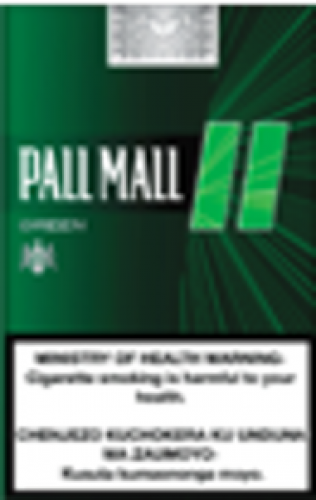 PALL MALL
GREEN
MINISTRY OF HEALTH WARNING-
Cigarette smoking is harmful to your
health.
CHENJEZO KUCHOKERA KU UNDUNA
WA ZAUMOYO-
Kusuta kumaononga moyo.